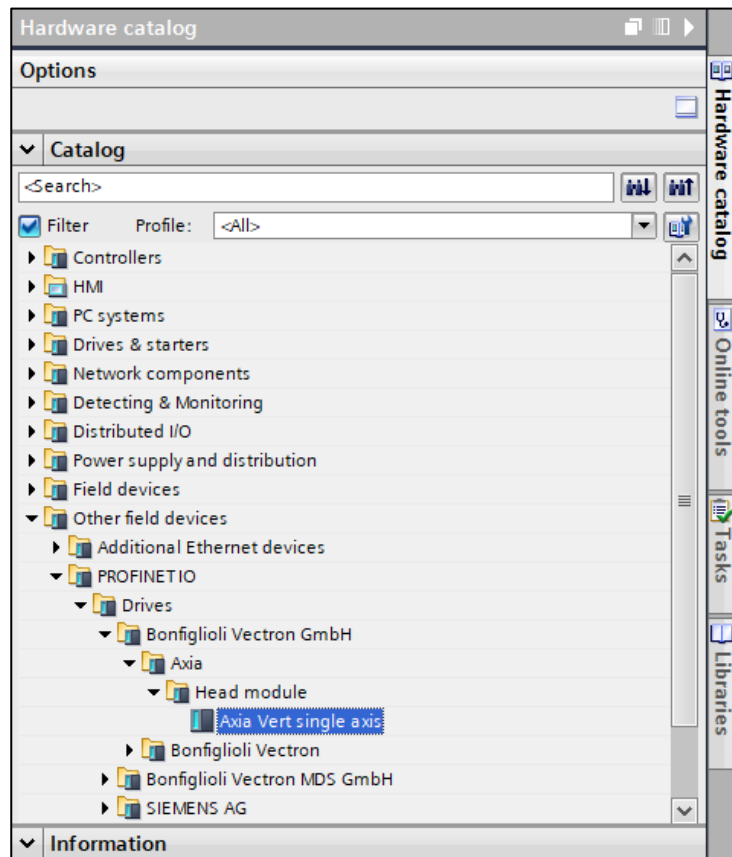 Hardware catalog
Options
Catalog
<Search>
Filter Profile: <All>
Controllers
HMI
PC systems
Drives & starters
Network components
Detecting & Monitoring
Distributed I/O
Power supply and distribution
Field devices
Other field devices
Additional Ethernet devices
PROFINET IO
Drives
Bonfiglioli Vectron GmbH
Axia
Head module
Axia Vert single axis
Bonfiglioli Vectron
Bonfiglioli Vectron MDS GmbH
SIEMENS AG
Information
Hardware catalog
Online tools
Tasks
Libraries